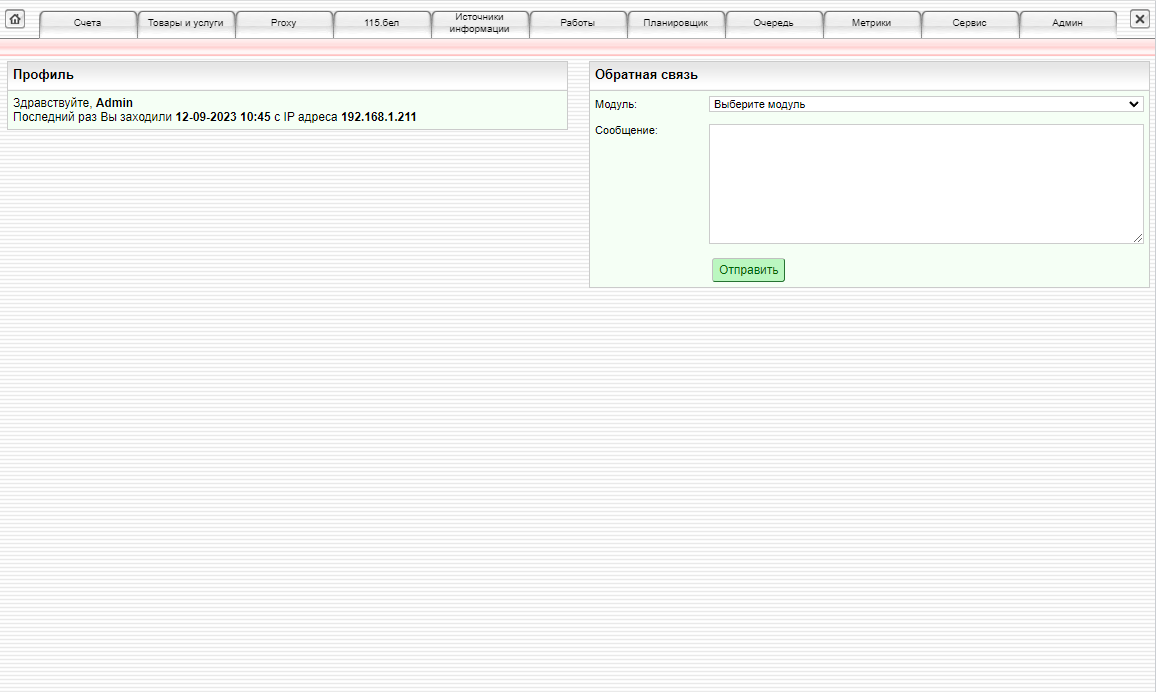 Счета
Товары и услуги
Proxy
115.бел
Источники
информации
Работы
Планировщик
Очередь
Метрики
Сервис
Админ
Профиль
Здравствуйте, Admin
Последний раз Вы заходили 12-09-2023 10:45 с IP адреса 192.168.1.211
Обратная связь
Модуль:
Выберите модуль
Сообщение:
Отправить